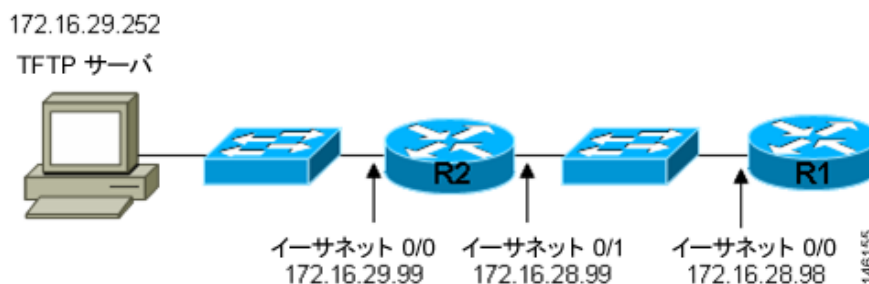 172.16.29.252
TFTP サーバ
R2
R1
イーサネット 0/0
172.16.29.99
イーサネット 0/1
172.16.28.99
イーサネット 0/0
172.16.28.98
146155